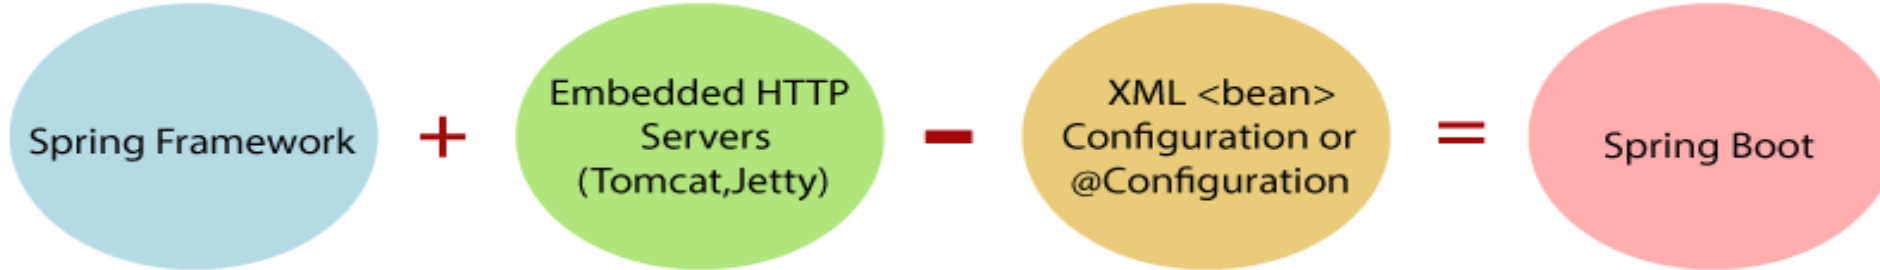 Spring Framework
+
Embedded HTTP
Servers
(Tomcat,Jetty)
-
XML <bean>
Configuration or
@Configuration
=
Spring Boot